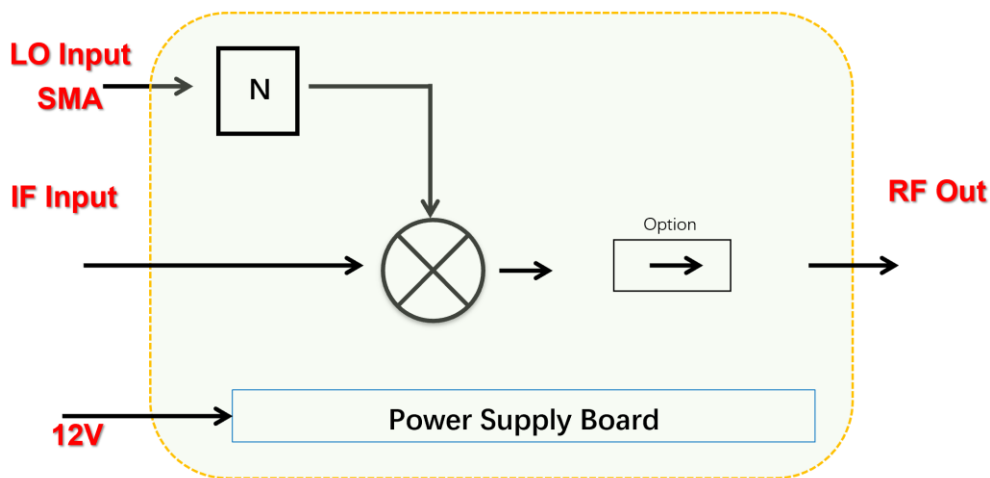 LO Input
SMA
N
IF Input
RF Out
Option
Power Supply Board
12V